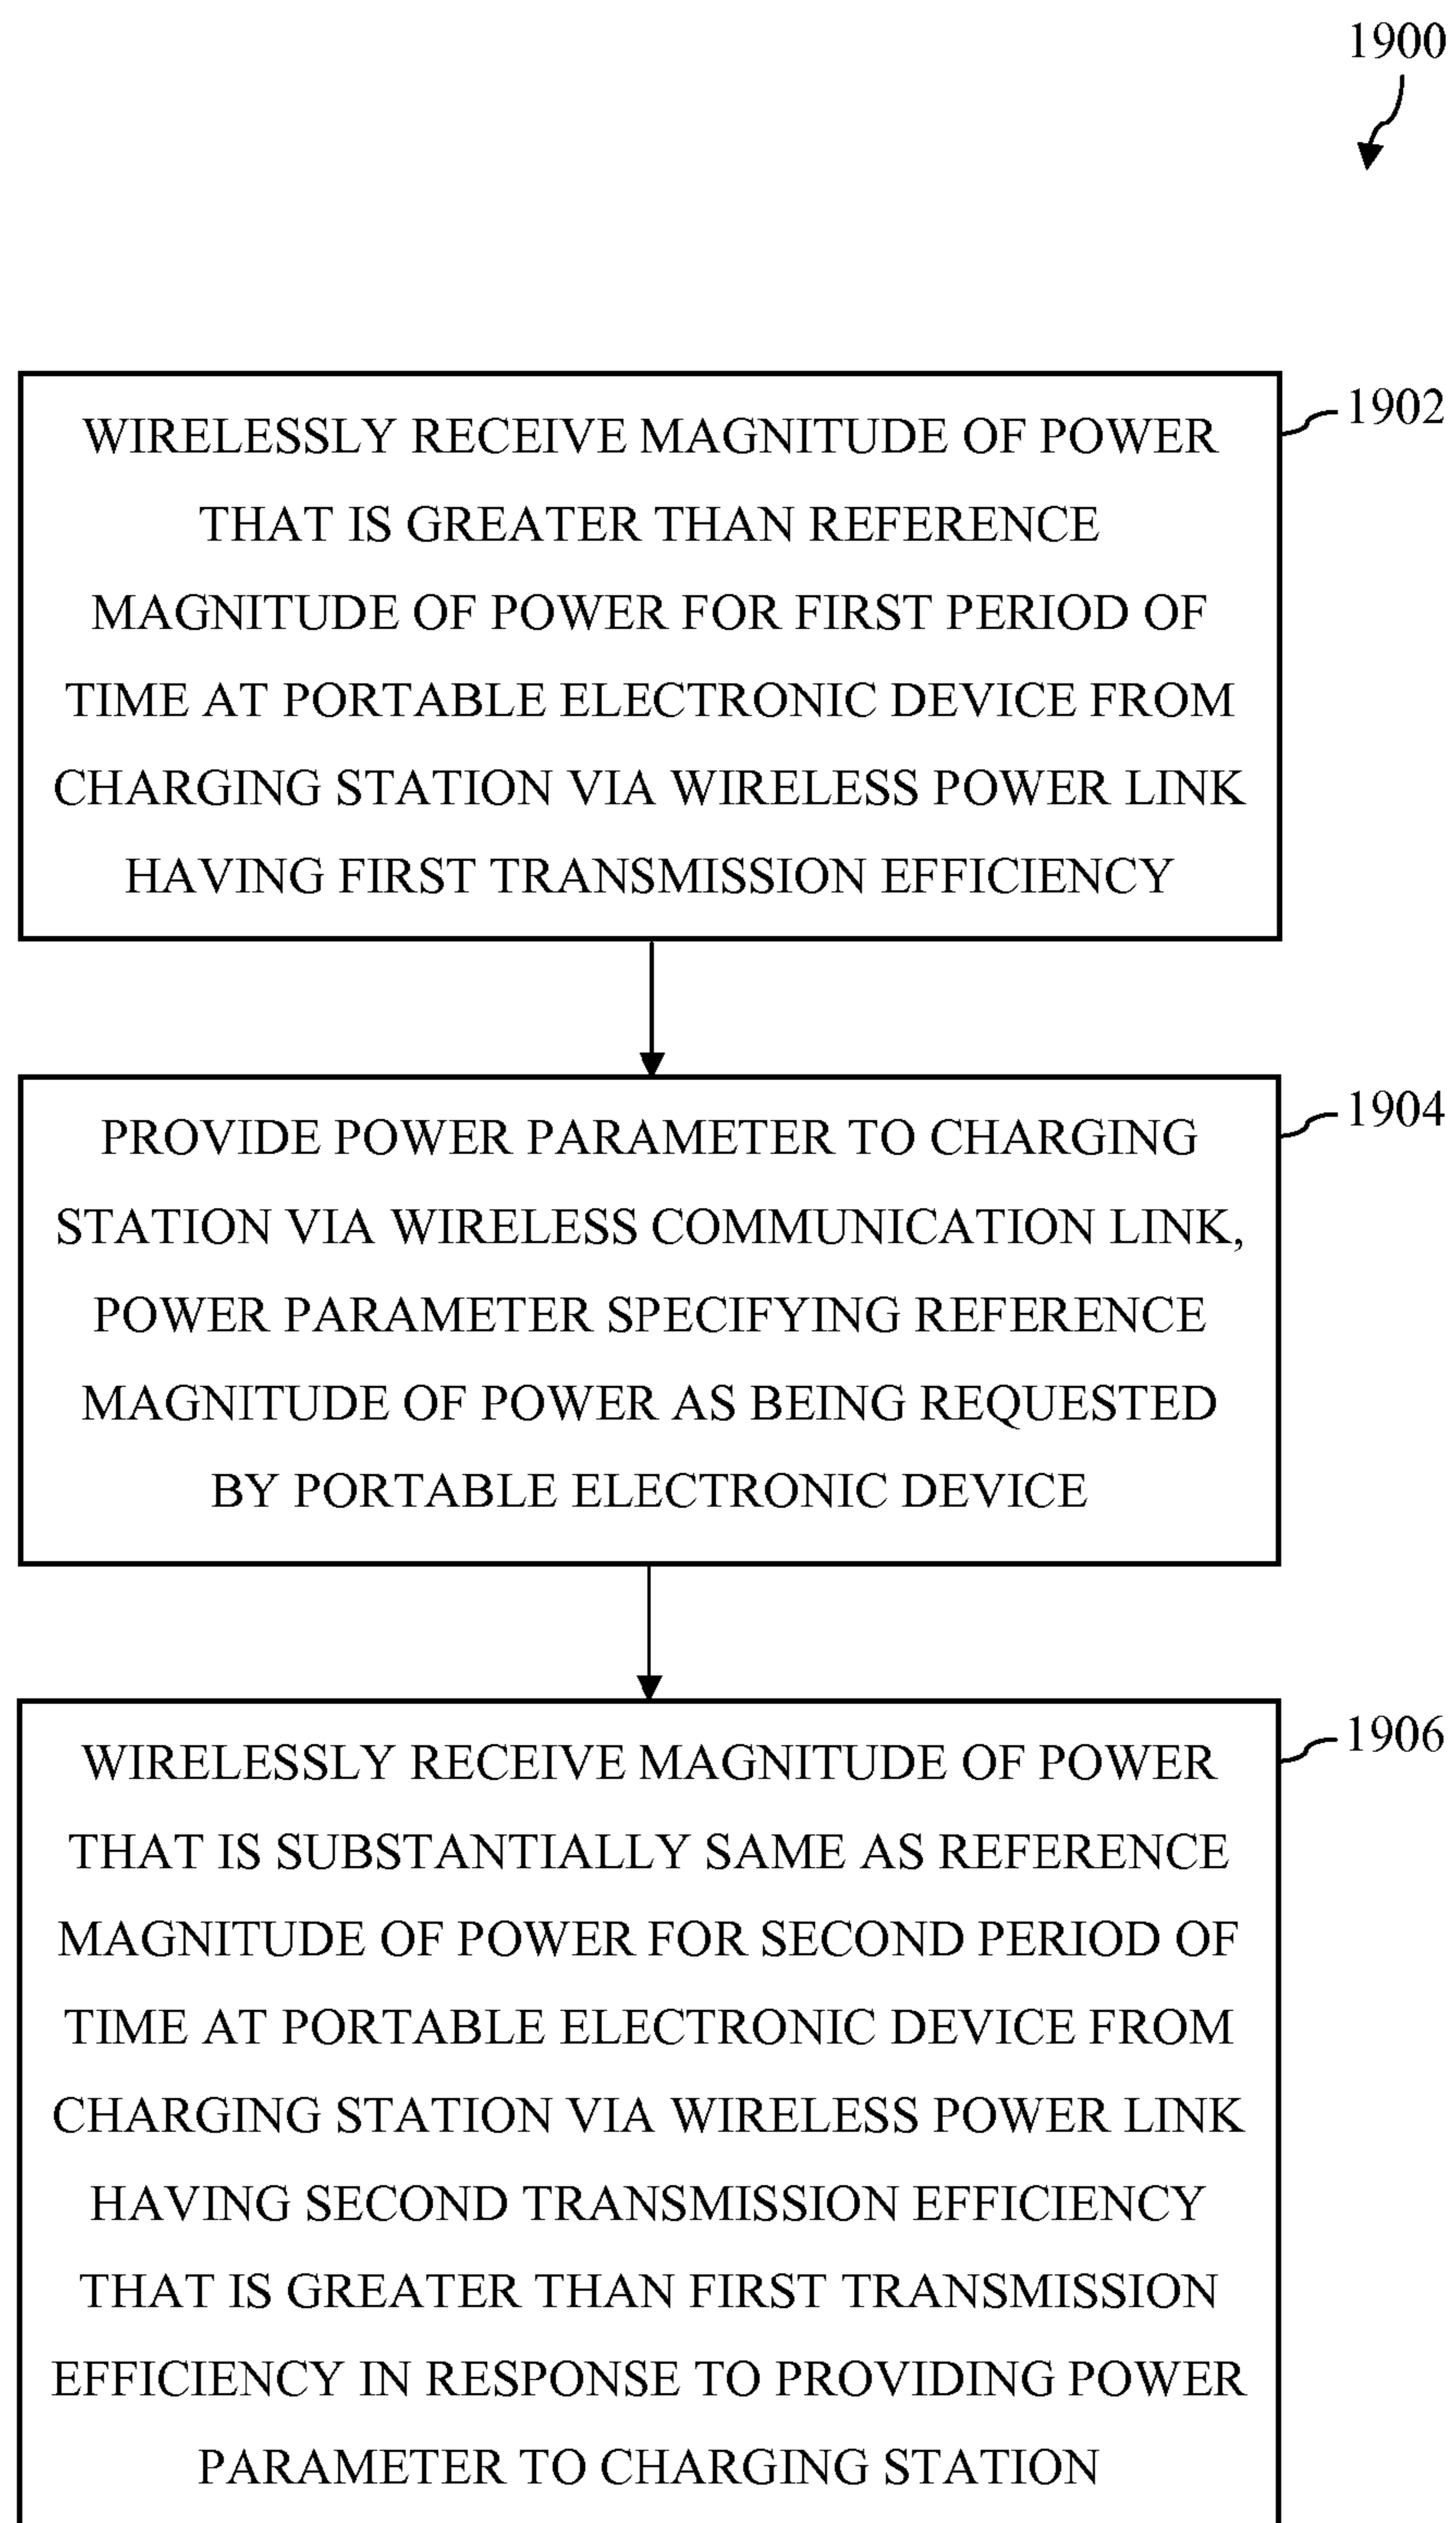 1900
WIRELESSLY RECEIVE MAGNITUDE OF POWER
THAT IS GREATER THAN REFERENCE
MAGNITUDE OF POWER FOR FIRST PERIOD OF
TIME AT PORTABLE ELECTRONIC DEVICE FROM
CHARGING STATION VIA WIRELESS POWER LINK
HAVING FIRST TRANSMISSION EFFICIENCY
1902
PROVIDE POWER PARAMETER TO CHARGING
STATION VIA WIRELESS COMMUNICATION LINK,
POWER PARAMETER SPECIFYING REFERENCE
MAGNITUDE OF POWER AS BEING REQUESTED
BY PORTABLE ELECTRONIC DEVICE
1904
WIRELESSLY RECEIVE MAGNITUDE OF POWER
THAT IS SUBSTANTIALLY SAME AS REFERENCE
MAGNITUDE OF POWER FOR SECOND PERIOD OF
TIME AT PORTABLE ELECTRONIC DEVICE FROM
CHARGING STATION VIA WIRELESS POWER LINK
HAVING SECOND TRANSMISSION EFFICIENCY
THAT IS GREATER THAN FIRST TRANSMISSION
EFFICIENCY IN RESPONSE TO PROVIDING POWER
PARAMETER TO CHARGING STATION
1906